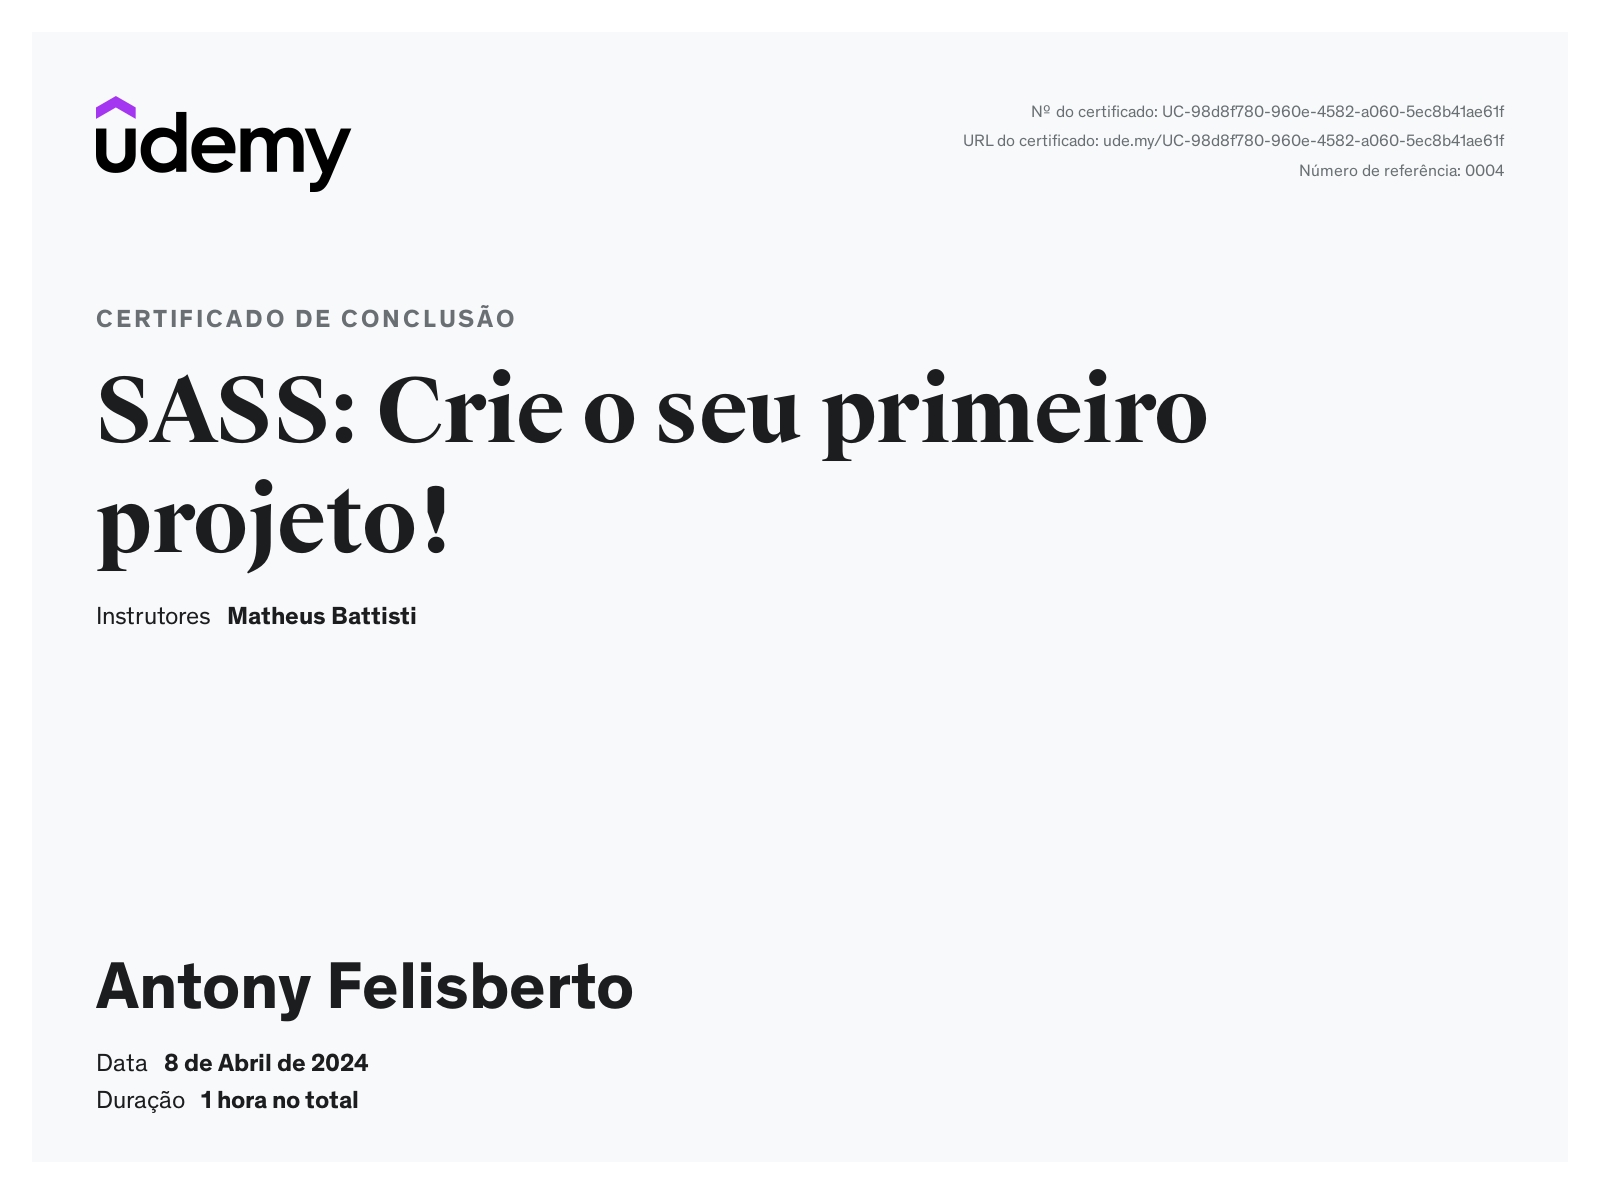 udemy
Nº do certificado: UC-98d8f780-960e-4582-a060-5ec8b41ae61f
URL do certificado: ude.my/UC-98d8f780-960e-4582-a060-5ec8b41ae61f
Número de referência: 0004
CERTIFICADO DE CONCLUSÃO
SASS: Crie o seu primeiro
projeto!
Instrutores Matheus Battisti
Antony Felisberto
Data 8 de Abril de 2024
Duração 1 hora no total